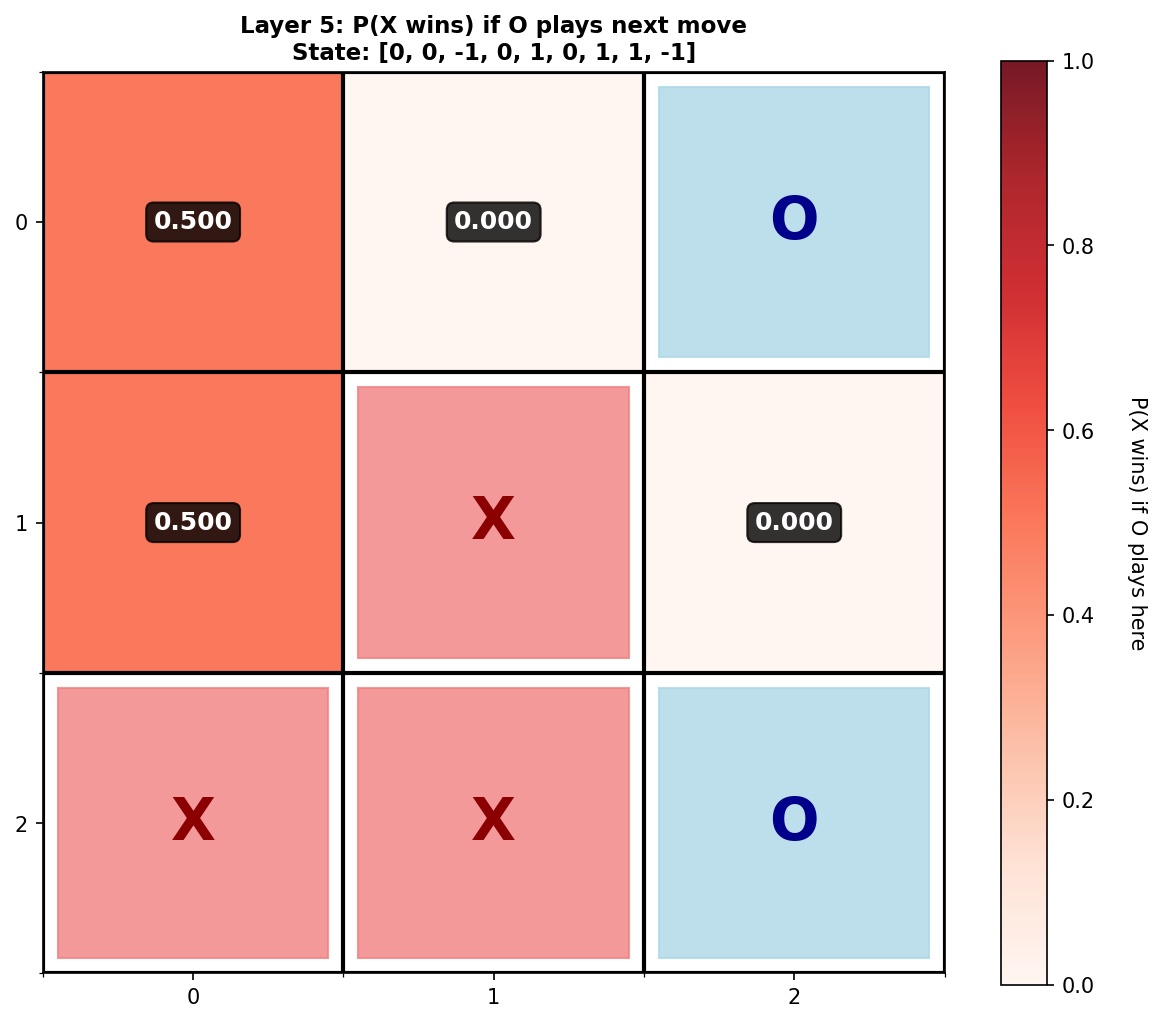 Layer 5: P(X wins) if O plays next move
State: [0, 0, -1, 0, 1, 0, 1, 1, -1]
0
0.500
0.000
O
1
0.500
X
0.000
2
X
X
O
0
1
2
1.0
0.8
0.6
0.4
0.2
0.0
P(X wins) if O plays here